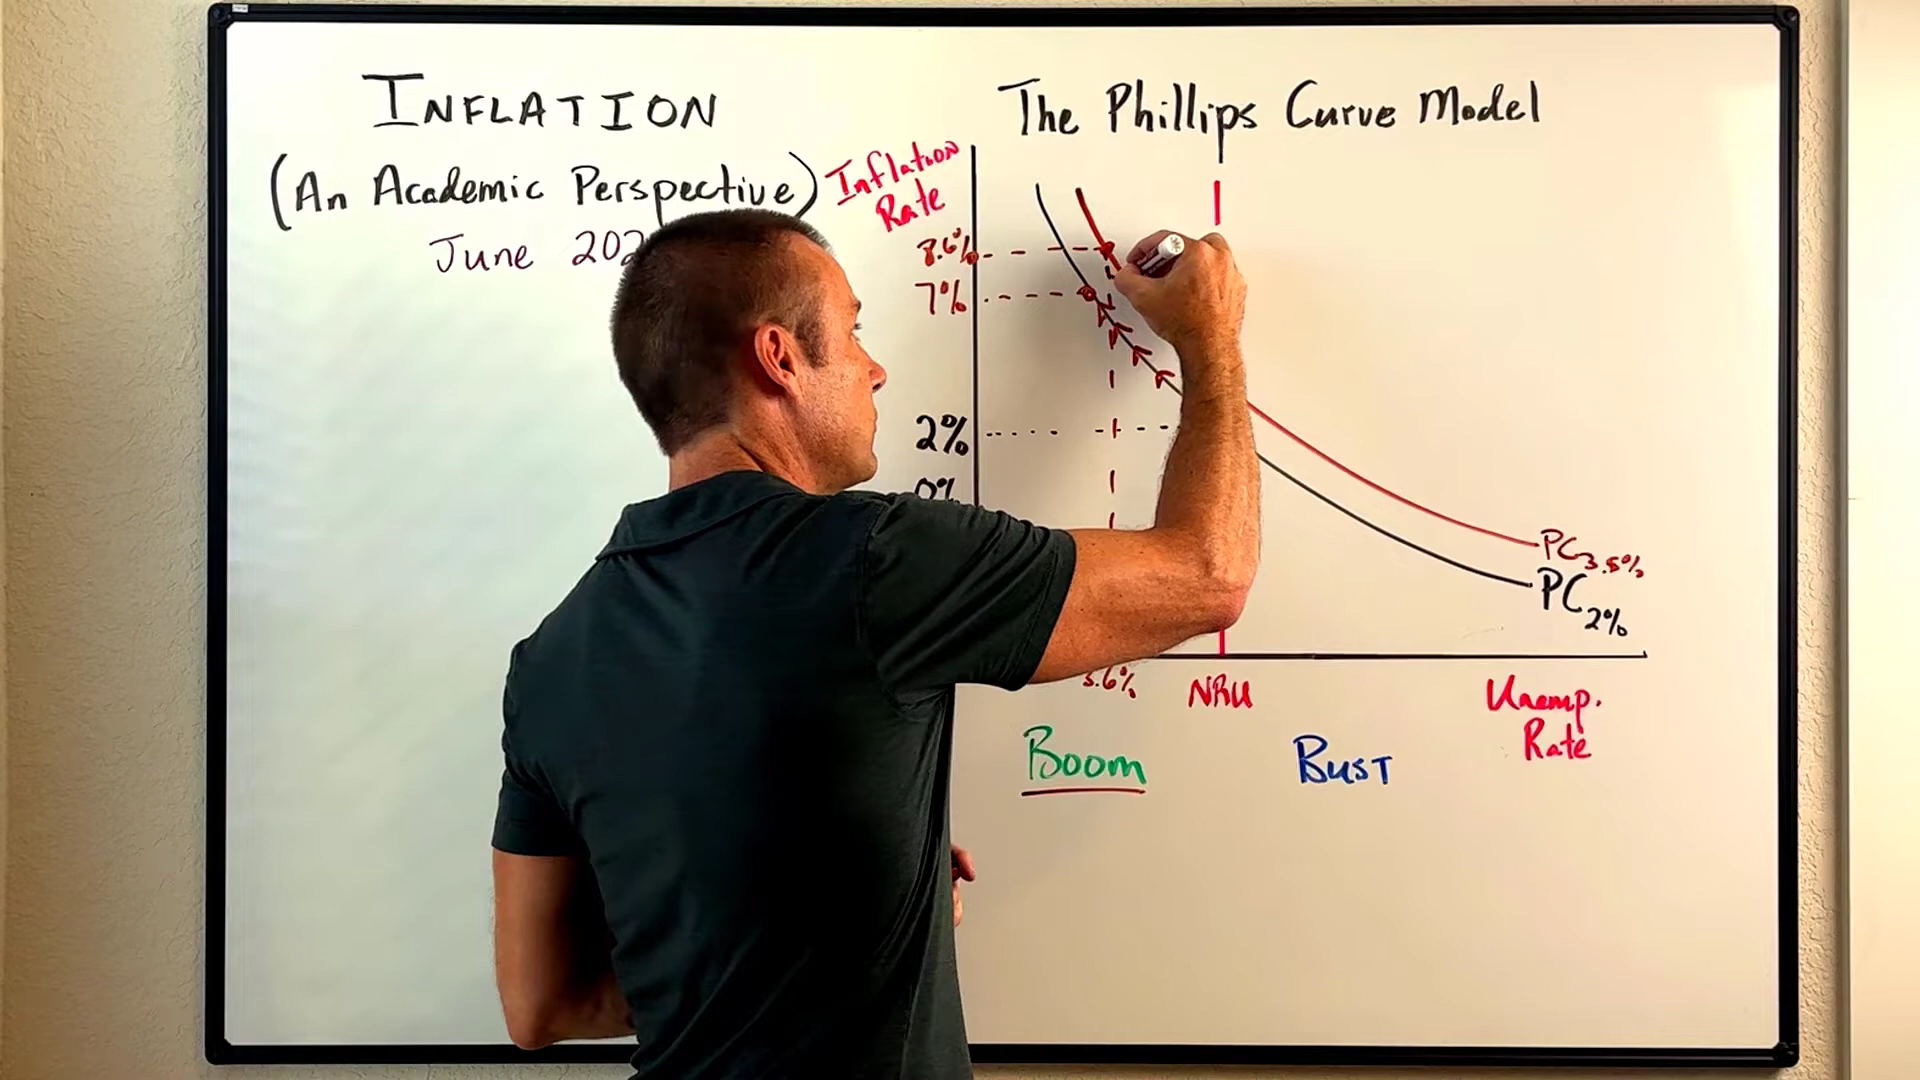 INFLATION
(An Academic Perspective)
June 202
The Phillips Curve Model
Inflation
Rate
8.6%
7%
2%
0%
PC3.5%
PC2%
3.6%
NRU
Unemp.
Rate
Boom
BUST